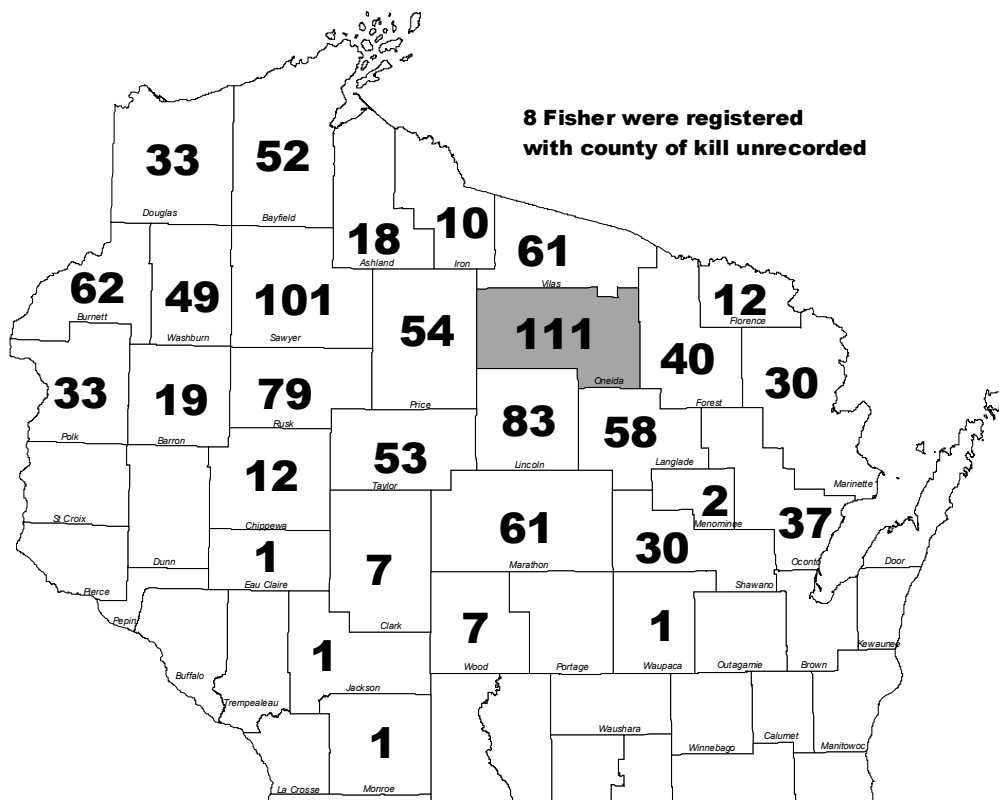 8 Fisher were registered
with county of kill unrecorded
33
Douglas
52
Bayfield
18
Ashland
10
Iron
61
Vilas
62
Burnett
49
Washburn
101
Sawyer
54
Price
111
Oneida
12
Florence
40
Forest
30
Marinette
33
Polk
19
Barron
79
Rusk
83
Lincoln
58
Langlade
53
Taylor
12
Chippewa
2
Menominee
37
Oconto
61
Marathon
30
Shawano
St Croix
Dunn
1
Eau Claire
7
Clark
Door
Pierce
Pepin
7
Wood
Portage
1
Waupaca
Outagamie
Brown
Kewaunee
Buffalo
Trempealeau
1
Jackson
Waushara
Winnebago
Calumet
Manitowoc
La Crosse
1
Monroe